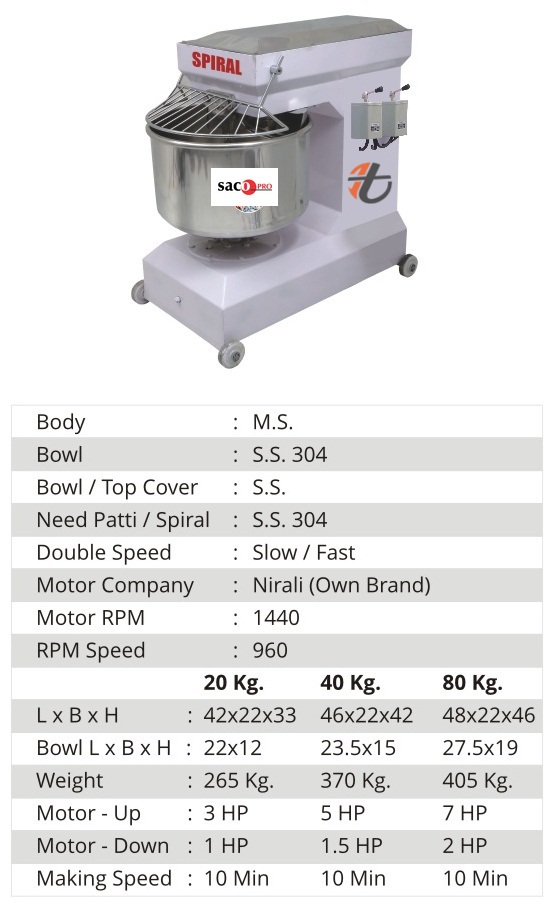 SPIRAL
saco PRO
t
Body : M.S.
Bowl : S.S. 304
Bowl / Top Cover : S.S.
Need Patti / Spiral : S.S. 304
Double Speed : Slow / Fast
Motor Company : Nirali (Own Brand)
Motor RPM : 1440
RPM Speed : 960
20 Kg. 40 Kg. 80 Kg.
L x B x H : 42x22x33 46x22x42 48x22x46
Bowl L x B x H : 22x12 23.5x15 27.5x19
Weight : 265 Kg. 370 Kg. 405 Kg.
Motor - Up : 3 HP 5 HP 7 HP
Motor - Down : 1 HP 1.5 HP 2 HP
Making Speed : 10 Min 10 Min 10 Min